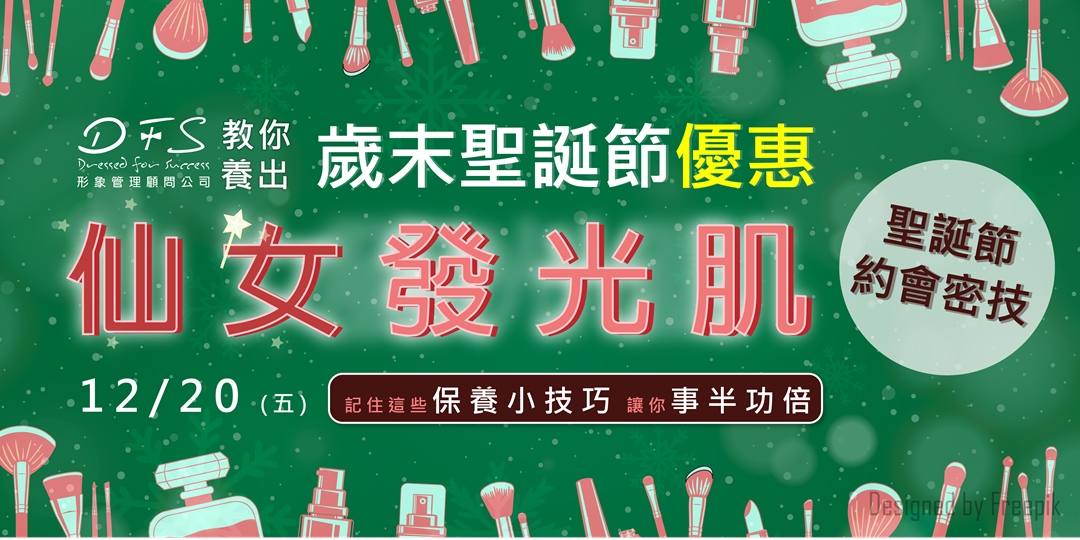 DFS
Dressed for Success
形象管理顧問公司
教你
養出
歲末聖誕節優惠
仙女發光肌
聖誕節
約會密技
12/20 (五)
記住這些保養小技巧 讓你事半功倍
Designed by Freepik